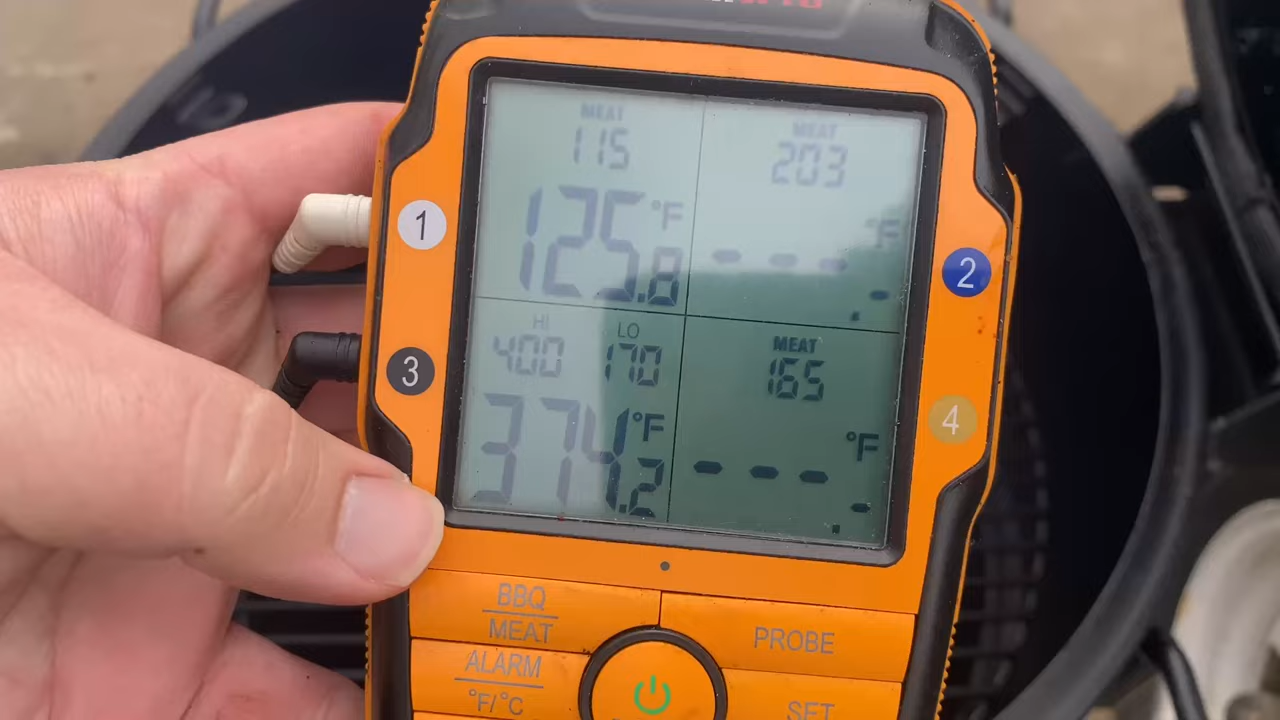 MEAT
115
125.8 °F
MEAT
203
---.- °F
1
2
HI LO
400 170
374.2 °F
MEAT
165
---.- °F
3
4
BBQ
MEAT
PROBE
ALARM
°F/°C
SET